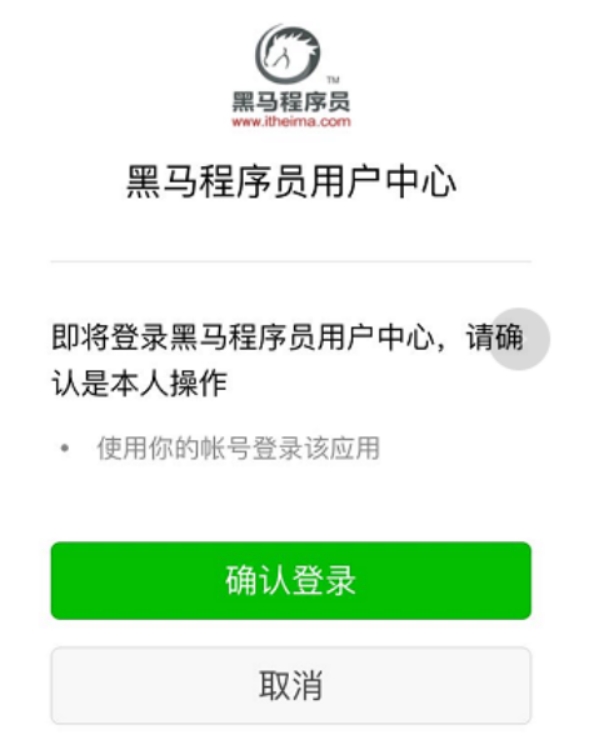 TM
黑马程序员
www.itheima.com
黑马程序员用户中心
即将登录黑马程序员用户中心，请确
认是本人操作
• 使用你的帐号登录该应用
确认登录
取消